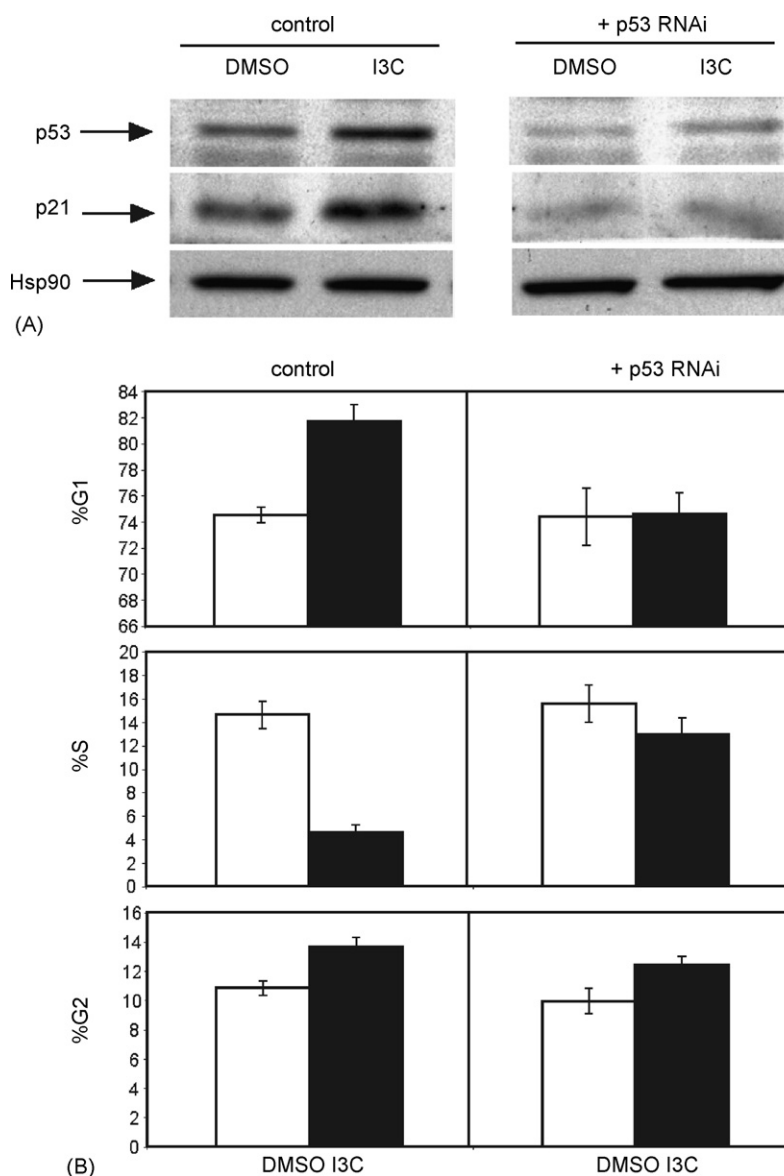 control + p53 RNAi
DMSO I3C DMSO I3C
p53
p21
Hsp90
(A)
control + p53 RNAi
%G1
84
82
80
78
76
74
72
70
68
66
%S
20
18
16
14
12
10
8
6
4
2
0
%G2
16
14
12
10
8
6
4
2
0
(B)
DMSO I3C DMSO I3C